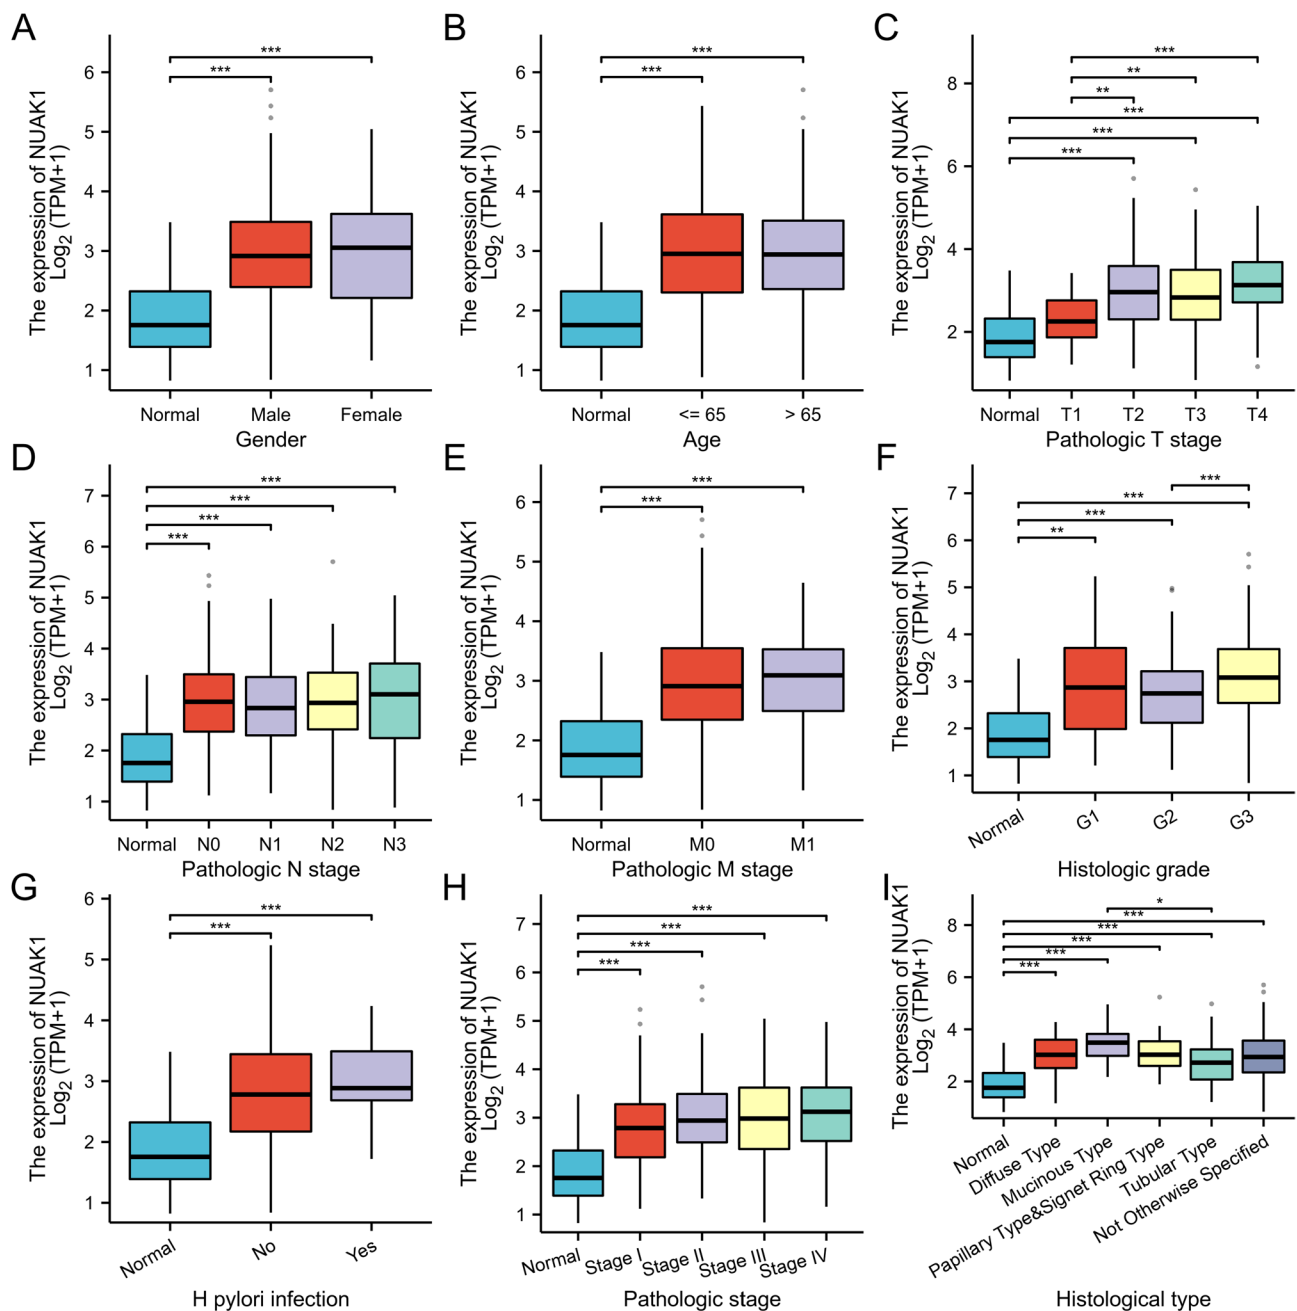 A
The expression of NUAK1
Log2 (TPM+1)
6
5
4
3
2
1
***
***
Normal
Male
Female
Gender
B
The expression of NUAK1
Log2 (TPM+1)
6
5
4
3
2
1
***
***
Normal
<= 65
> 65
Age
C
The expression of NUAK1
Log2 (TPM+1)
8
6
4
2
***
**
**
***
***
***
Normal
T1
T2
T3
T4
Pathologic T stage
D
The expression of NUAK1
Log2 (TPM+1)
7
6
5
4
3
2
1
***
***
***
***
Normal
N0
N1
N2
N3
Pathologic N stage
E
The expression of NUAK1
Log2 (TPM+1)
6
5
4
3
2
1
***
***
Normal
M0
M1
Pathologic M stage
F
The expression of NUAK1
Log2 (TPM+1)
7
6
5
4
3
2
1
***
***
***
**
Normal
G1
G2
G3
Histologic grade
G
The expression of NUAK1
Log2 (TPM+1)
6
5
4
3
2
1
***
***
Normal
No
Yes
H pylori infection
H
The expression of NUAK1
Log2 (TPM+1)
7
6
5
4
3
2
1
***
***
***
***
Normal
Stage I
Stage II
Stage III
Stage IV
Pathologic stage
I
The expression of NUAK1
Log2 (TPM+1)
8
6
4
2
*
***
***
***
***
***
Normal
Diffuse Type
Mucinous Type
Papillary Type&Signet Ring Type
Tubular Type
Not Otherwise Specified
Histological type